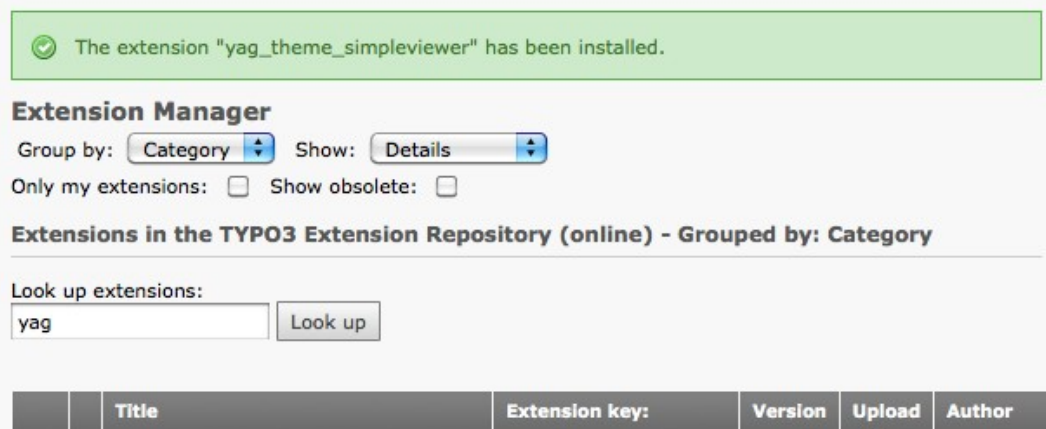 The extension "yag_theme_simpleviewer" has been installed.
Extension Manager
Group by: Category Show: Details
Only my extensions: Show obsolete:
Extensions in the TYPO3 Extension Repository (online) - Grouped by: Category
Look up extensions:
yag Look up
Title Extension key: Version Upload Author